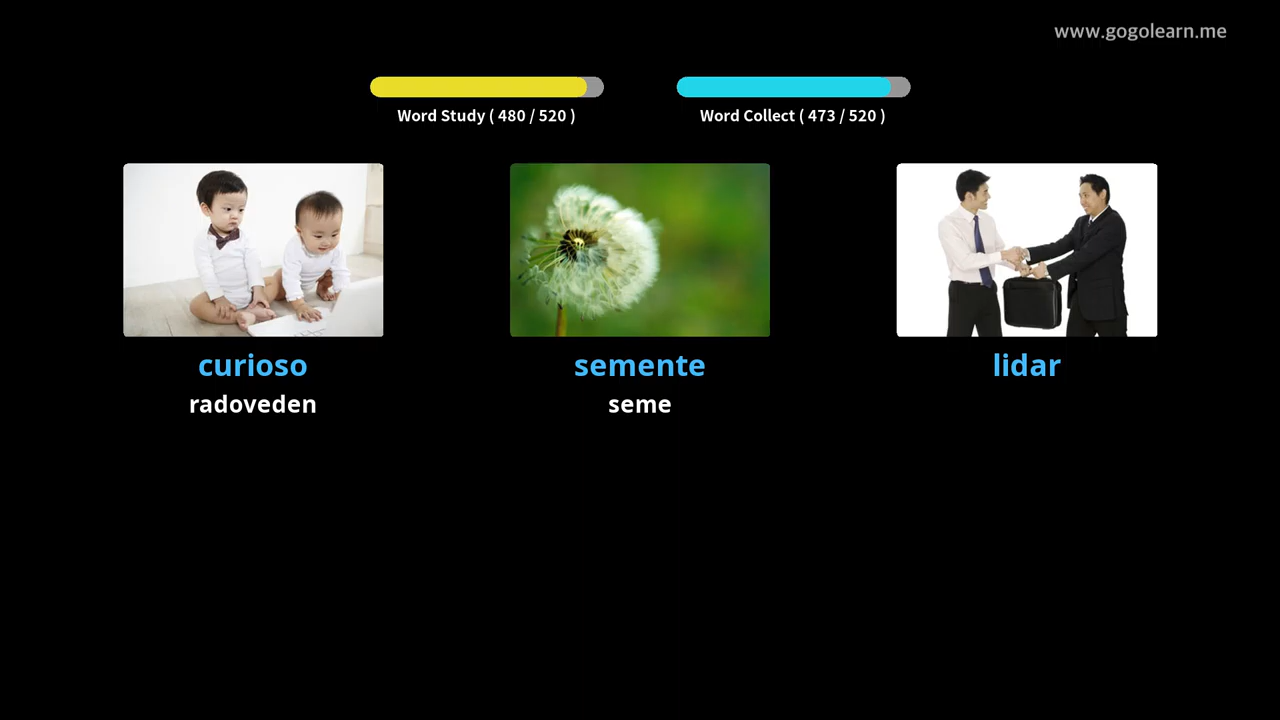 www.gogolearn.me
Word Study ( 480 / 520 )
Word Collect ( 473 / 520 )
curioso
semente
lidar
radoveden
seme